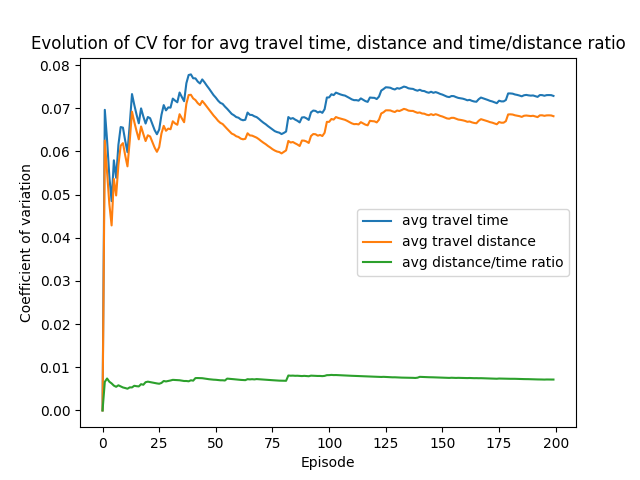 Evolution of CV for for avg travel time, distance and time/distance ratio
0.08
0.07
0.06
0.05
0.04
0.03
0.02
0.01
0.00
Coefficient of variation
avg travel time
avg travel distance
avg distance/time ratio
0 25 50 75 100 125 150 175 200
Episode